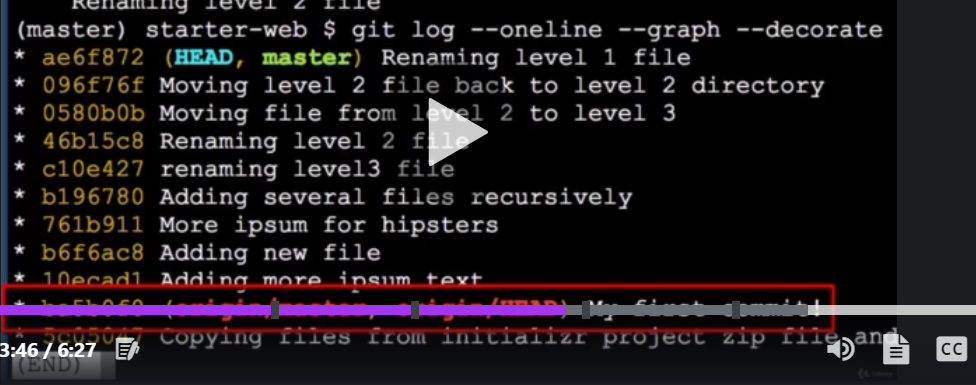 Renaming level 2 file
(master) starter-web $ git log --oneline --graph --decorate
* ae6f872 (HEAD, master) Renaming level 1 file
* 096f76f Moving level 2 file back to level 2 directory
* 0580b0b Moving file from level 2 to level 3
* 46b15c8 Renaming level 2 file
* c10e427 renaming level3 file
* b196780 Adding several files recursively
* 761b911 More ipsum for hipsters
* b6f6ac8 Adding new file
* 10ecad1 Adding more ipsum text
* (origin/master, origin/HEAD) My first commit!
* Copying files from initializr project zip file and
3:46 / 6:27
CC
(END)